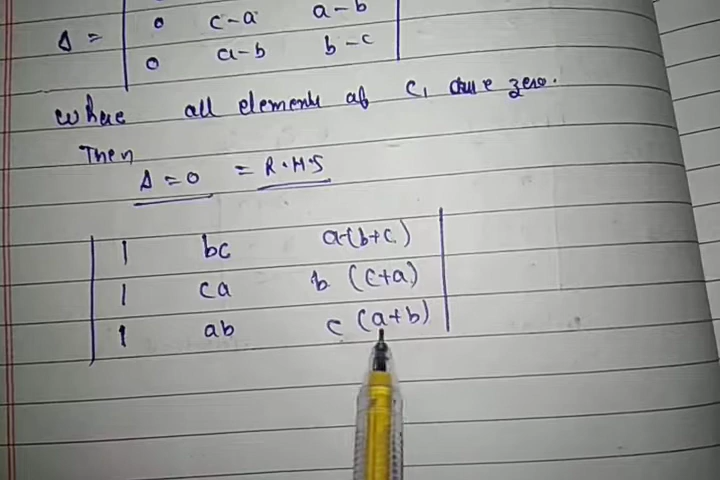 Δ = | 0 c-a a-b |
0 a-b b-c
where all elements of C₁ are zero.
Then
Δ = 0 = R.H.S
| 1 bc a(b+c) |
| 1 ca b (c+a) |
| 1 ab c (a+b) |